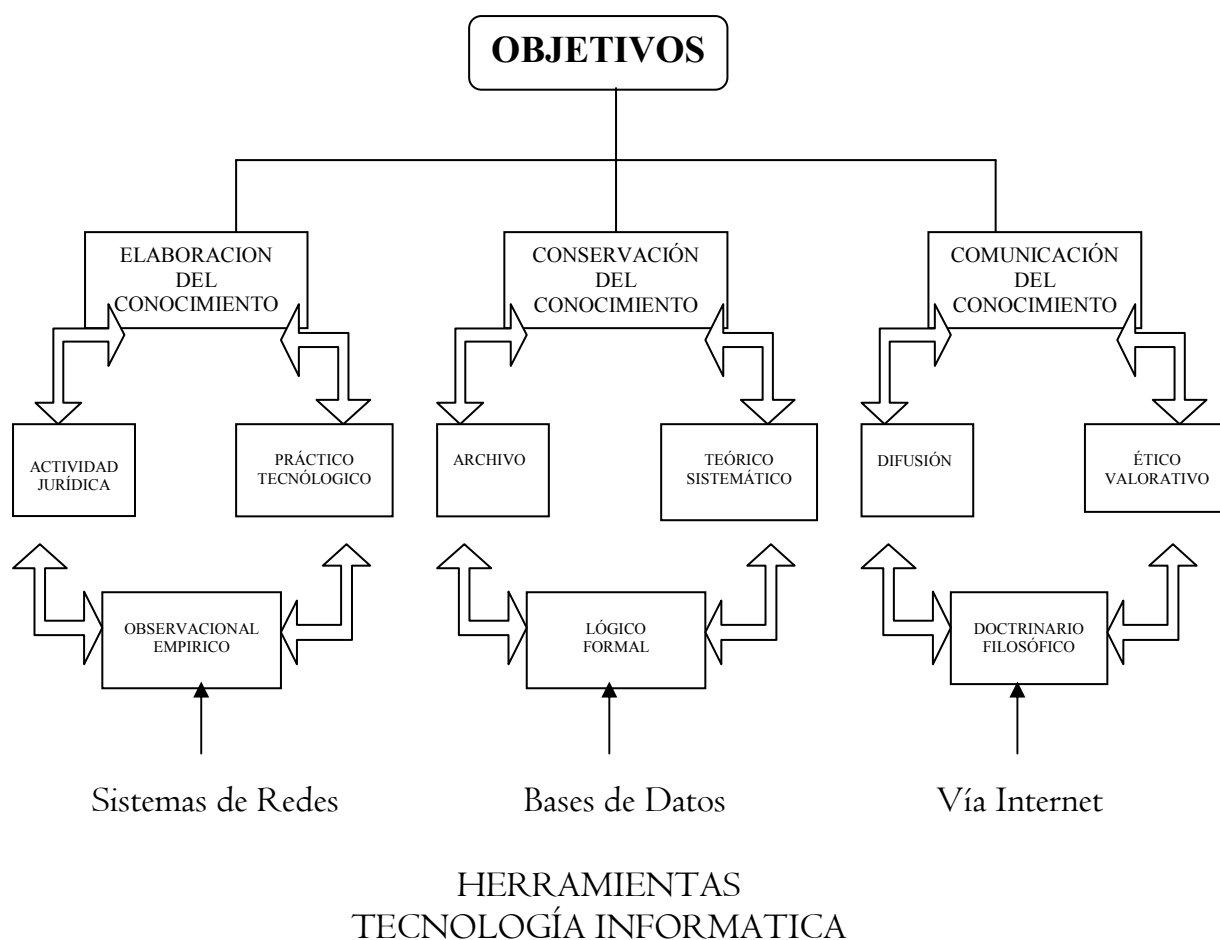 OBJETIVOS
ELABORACION
DEL
CONOCIMIENTO
CONSERVACIÓN
DEL
CONOCIMIENTO
COMUNICACIÓN
DEL
CONOCIMIENTO
ACTIVIDAD
JURÍDICA
PRÁCTICO
TECNÓLOGICO
ARCHIVO
TEÓRICO
SISTEMÁTICO
DIFUSIÓN
ÉTICO
VALORATIVO
OBSERVACIONAL
EMPIRICO
LÓGICO
FORMAL
DOCTRINARIO
FILOSÓFICO
Sistemas de Redes
Bases de Datos
Vía Internet
HERRAMIENTAS
TECNOLOGÍA INFORMATICA